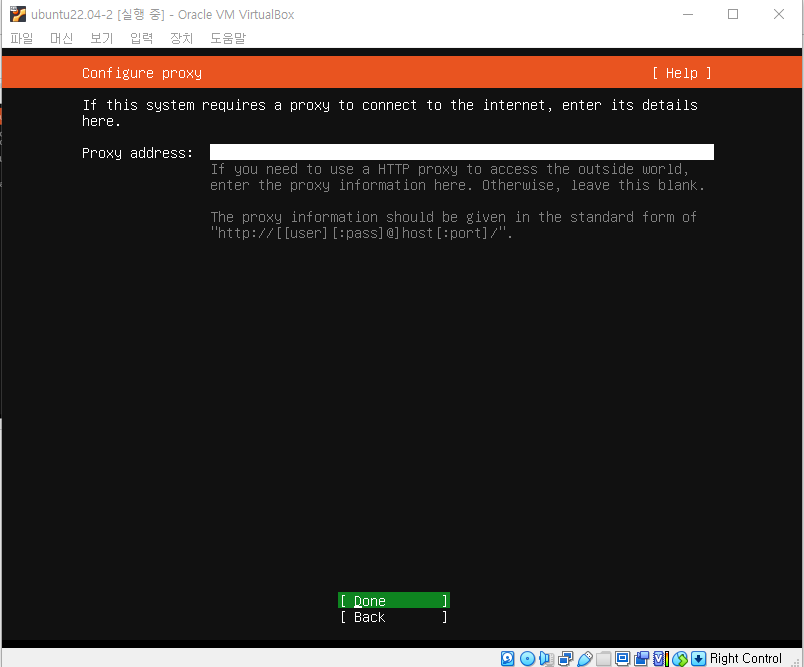 ubuntu22.04-2 [실행 중] - Oracle VM VirtualBox
파일 머신 보기 입력 장치 도움말
Configure proxy [ Help ]
If this system requires a proxy to connect to the internet, enter its details
here.
Proxy address:
If you need to use a HTTP proxy to access the outside world,
enter the proxy information here. Otherwise, leave this blank.
The proxy information should be given in the standard form of
"http://[[user][:pass]@]host[:port]/".
[ Done ]
[ Back ]
Right Control